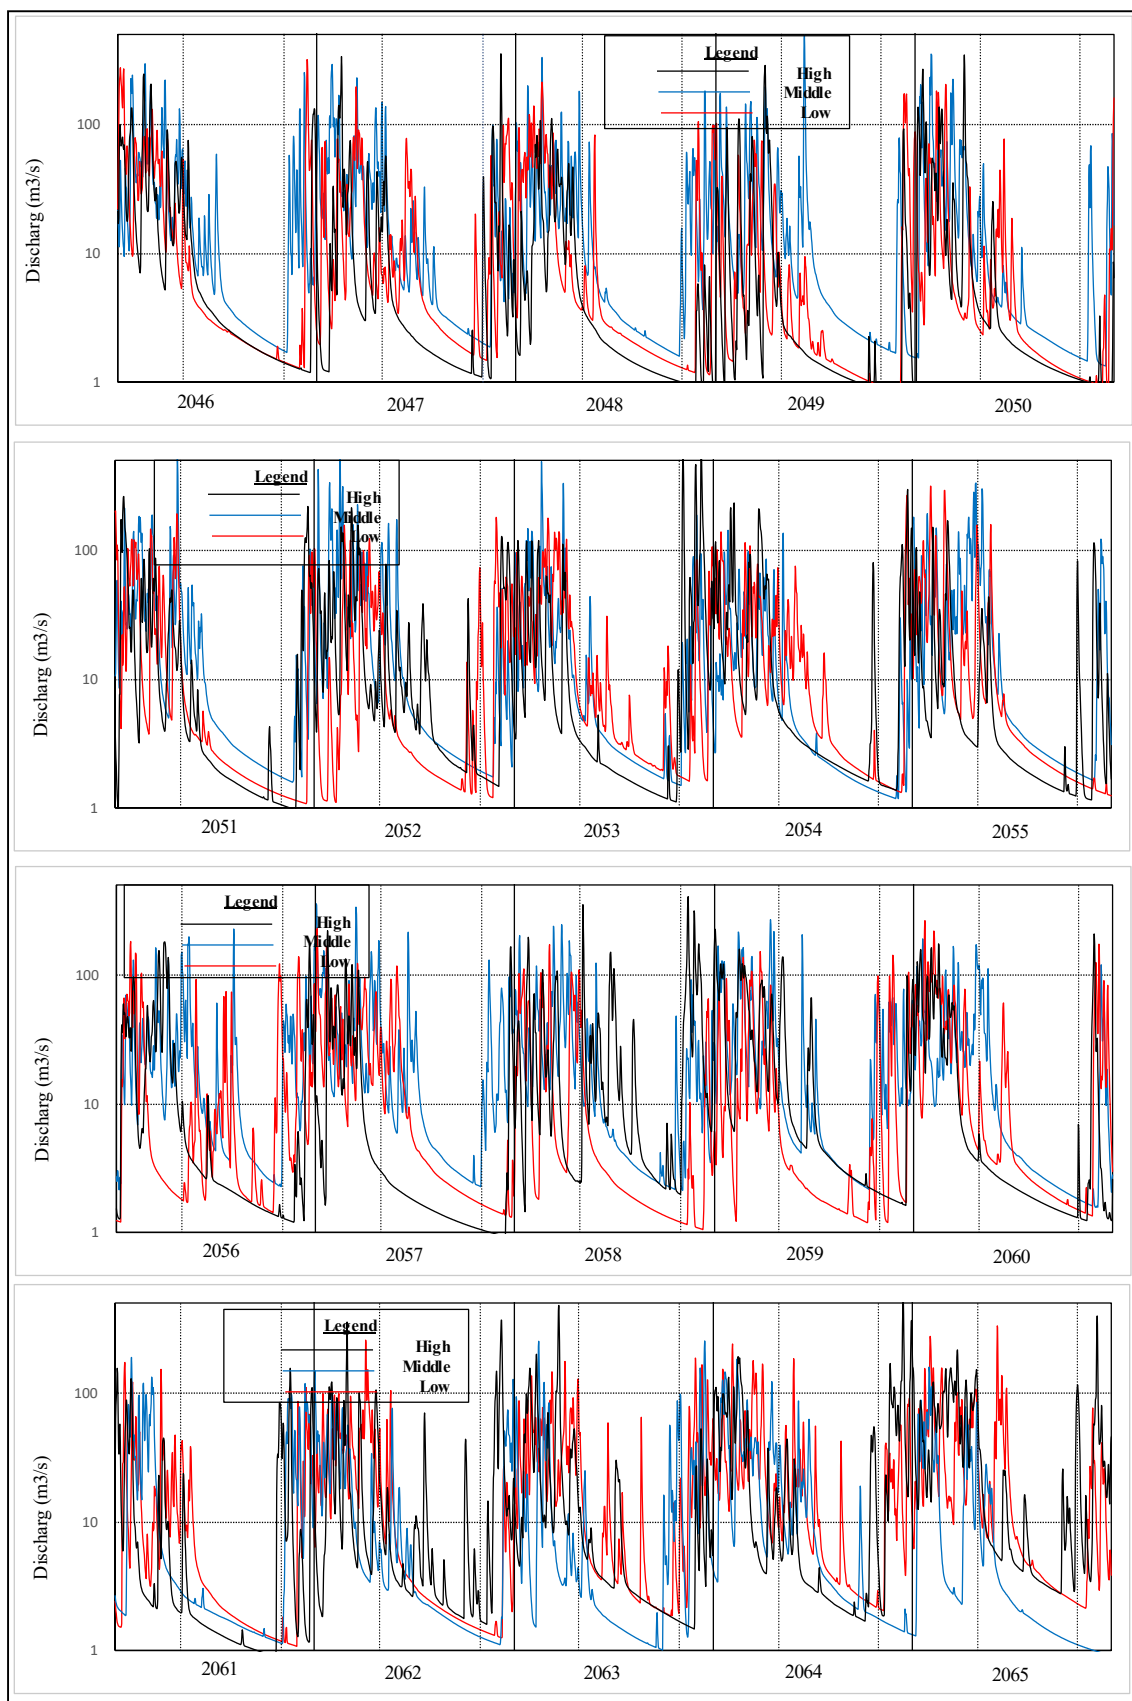 Legend
High
Middle
Low
100
10
1
Discharg (m3/s)
2046 2047 2048 2049 2050
Legend
High
Middle
Low
100
10
1
Discharg (m3/s)
2051 2052 2053 2054 2055
Legend
High
Middle
Low
100
10
1
Discharg (m3/s)
2056 2057 2058 2059 2060
Legend
High
Middle
Low
100
10
1
Discharg (m3/s)
2061 2062 2063 2064 2065